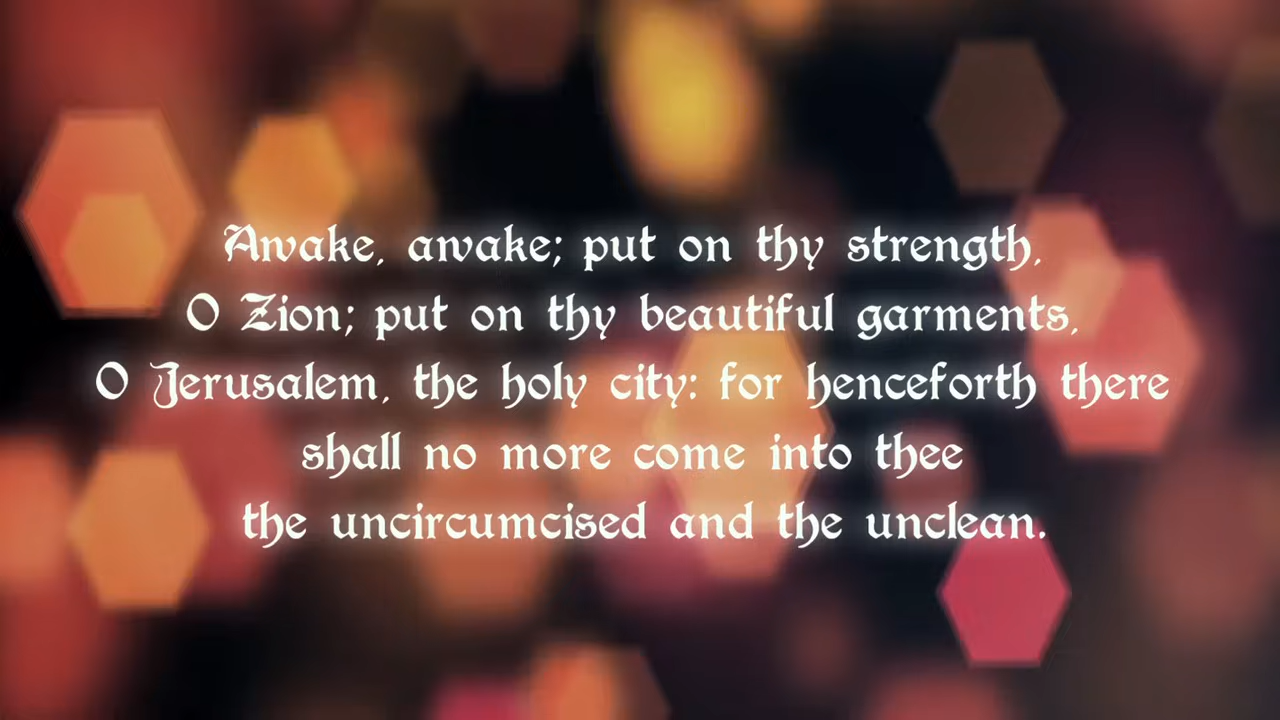 Awake, awake; put on thy strength,
O Zion; put on thy beautiful garments,
O Jerusalem, the holy city: for henceforth there
shall no more come into thee
the uncircumcised and the unclean.